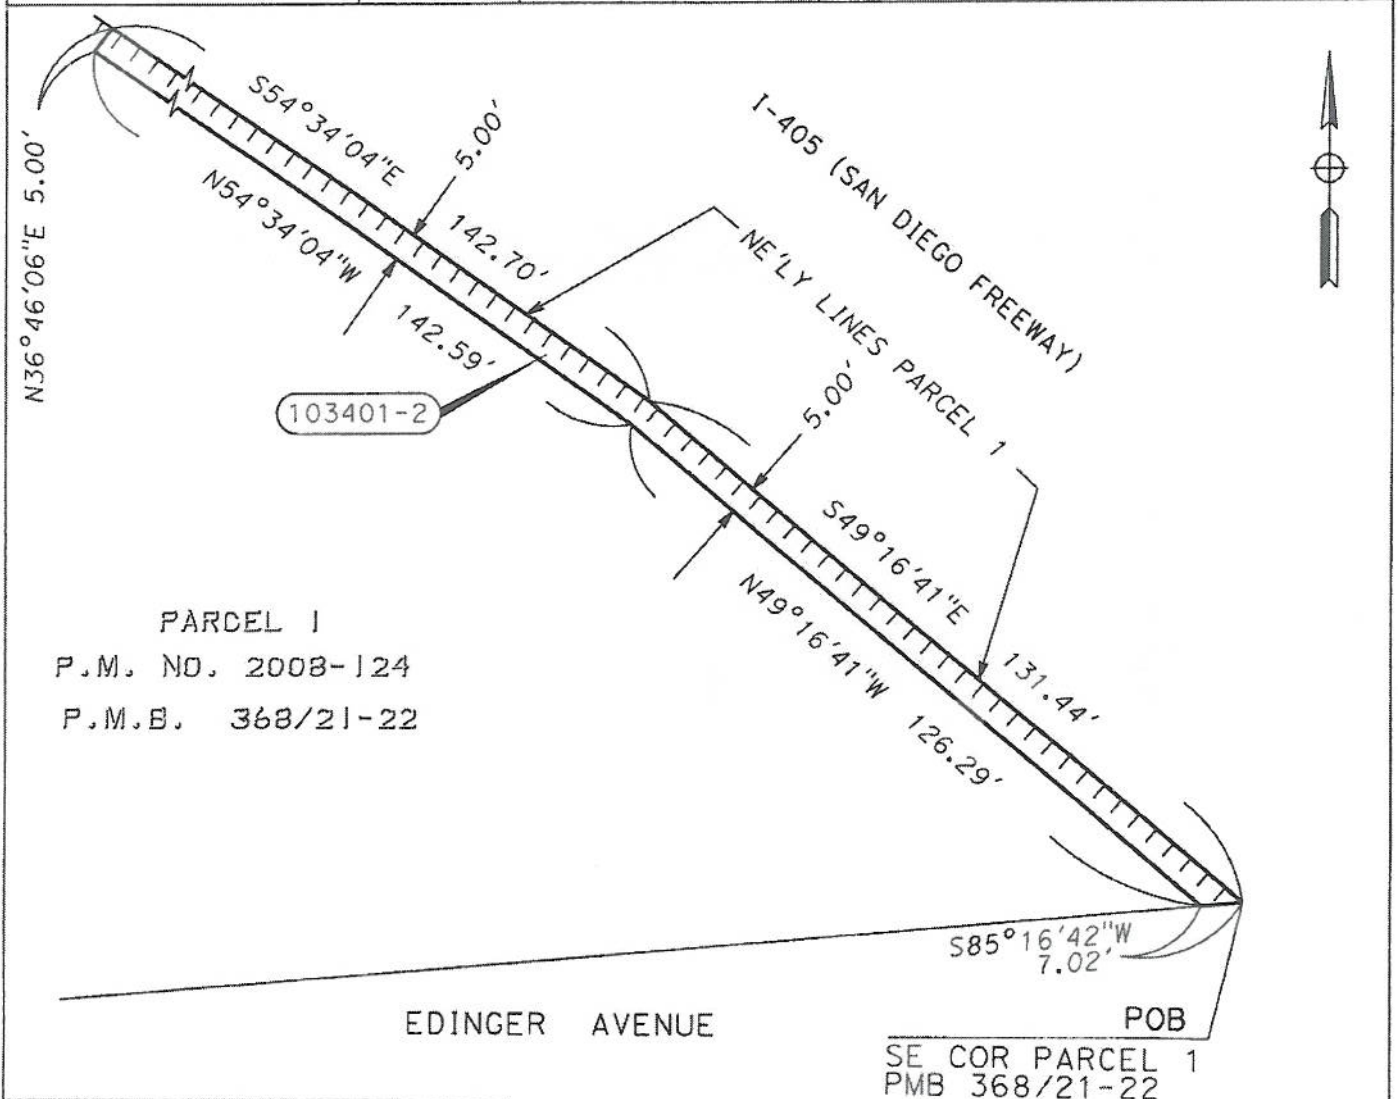 S54°34'04"E
5.00'
I-405 (SAN DIEGO FREEWAY)
N36°46'06"E 5.00'
N54°34'04"W
142.70'
NE'LY LINES PARCEL 1
142.59'
103401-2
5.00'
S49°16'41"E
N49°16'41"W
131.44'
126.29'
PARCEL 1
P.M. NO. 2008-124
P.M.B. 368/21-22
S85°16'42"W
7.02'
EDINGER AVENUE
POB
SE COR PARCEL 1
PMB 368/21-22